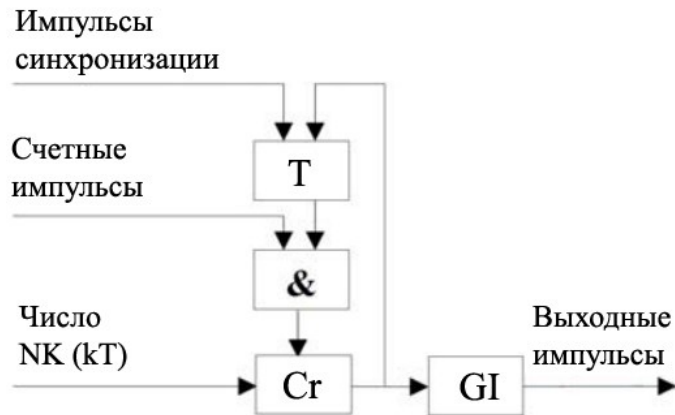 Импульсы
синхронизации
Счетные
импульсы
T
&
Число
NK (kT)
Cr
GI
Выходные
импульсы